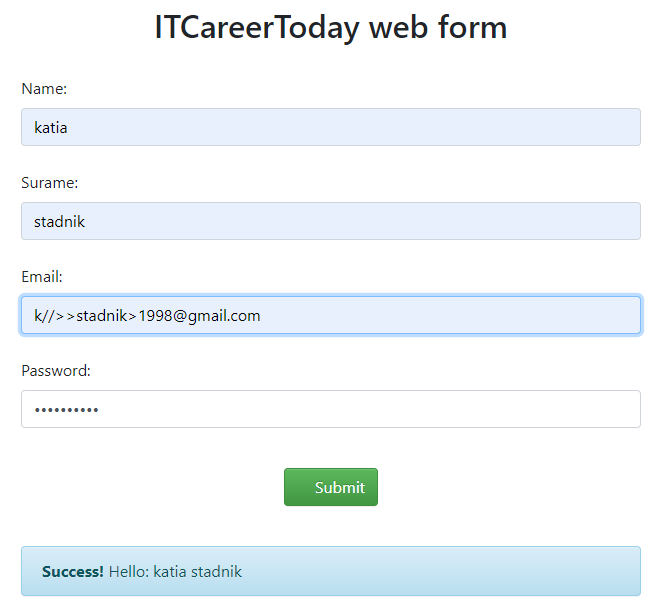 ITCareerToday web form
Name:
katia
Surame:
stadnik
Email:
k//>>stadnik>1998@gmail.com
Password:
••••••••••
Submit
Success! Hello: katia stadnik